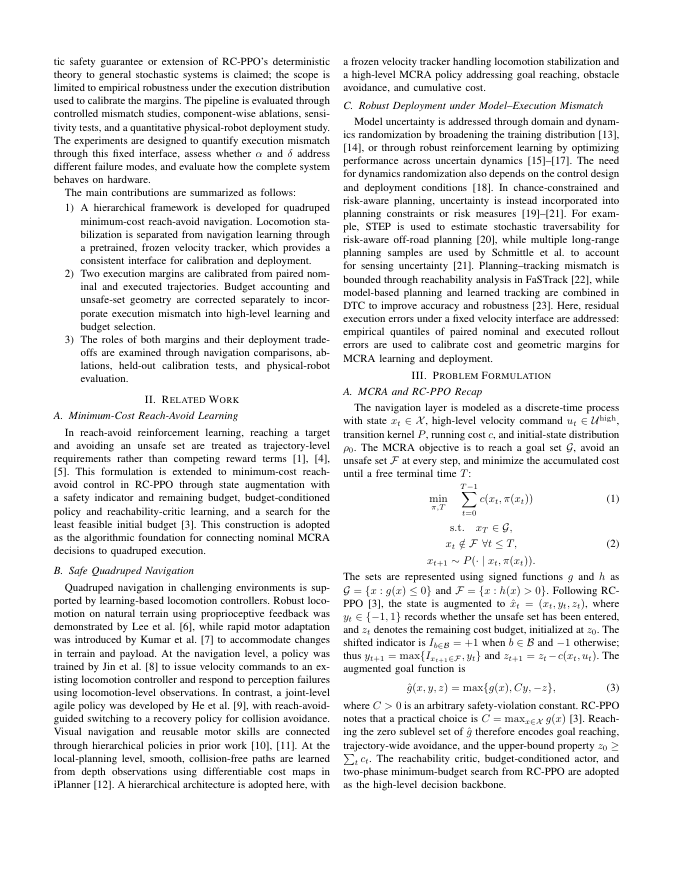 tic safety guarantee or extension of RC-PPO's deterministic
theory to general stochastic systems is claimed; the scope is
limited to empirical robustness under the execution distribution
used to calibrate the margins. The pipeline is evaluated through
controlled mismatch studies, component-wise ablations, sensi-
tivity tests, and a quantitative physical-robot deployment study.
The experiments are designed to quantify execution mismatch
through this fixed interface, assess whether α and δ address
different failure modes, and evaluate how the complete system
behaves on hardware.
The main contributions are summarized as follows:
1) A hierarchical framework is developed for quadruped
minimum-cost reach-avoid navigation. Locomotion sta-
bilization is separated from navigation learning through
a pretrained, frozen velocity tracker, which provides a
consistent interface for calibration and deployment.
2) Two execution margins are calibrated from paired nom-
inal and executed trajectories. Budget accounting and
unsafe-set geometry are corrected separately to incor-
porate execution mismatch into high-level learning and
budget selection.
3) The roles of both margins and their deployment trade-
offs are examined through navigation comparisons, ab-
lations, held-out calibration tests, and physical-robot
evaluation.
II. RELATED WORK
A. Minimum-Cost Reach-Avoid Learning
In reach-avoid reinforcement learning, reaching a target
and avoiding an unsafe set are treated as trajectory-level
requirements rather than competing reward terms [1], [4],
[5]. This formulation is extended to minimum-cost reach-
avoid control in RC-PPO through state augmentation with
a safety indicator and remaining budget, budget-conditioned
policy and reachability-critic learning, and a search for the
least feasible initial budget [3]. This construction is adopted
as the algorithmic foundation for connecting nominal MCRA
decisions to quadruped execution.
B. Safe Quadruped Navigation
Quadruped navigation in challenging environments is sup-
ported by learning-based locomotion controllers. Robust loco-
motion on natural terrain using proprioceptive feedback was
demonstrated by Lee et al. [6], while rapid motor adaptation
was introduced by Kumar et al. [7] to accommodate changes
in terrain and payload. At the navigation level, a policy was
trained by Jin et al. [8] to issue velocity commands to an ex-
isting locomotion controller and respond to perception failures
using locomotion-level observations. In contrast, a joint-level
agile policy was developed by He et al. [9], with reach-avoid-
guided switching to a recovery policy for collision avoidance.
Visual navigation and reusable motor skills are connected
through hierarchical policies in prior work [10], [11]. At the
local-planning level, smooth, collision-free paths are learned
from depth observations using differentiable cost maps in
iPlanner [12]. A hierarchical architecture is adopted here, with
a frozen velocity tracker handling locomotion stabilization and
a high-level MCRA policy addressing goal reaching, obstacle
avoidance, and cumulative cost.
C. Robust Deployment under Model–Execution Mismatch
Model uncertainty is addressed through domain and dynam-
ics randomization by broadening the training distribution [13],
[14], or through robust reinforcement learning by optimizing
performance across uncertain dynamics [15]–[17]. The need
for dynamics randomization also depends on the control design
and deployment conditions [18]. In chance-constrained and
risk-aware planning, uncertainty is instead incorporated into
planning constraints or risk measures [19]–[21]. For exam-
ple, STEP is used to estimate stochastic traversability for
risk-aware off-road planning [20], while multiple long-range
planning samples are used by Schmittle et al. to account
for sensing uncertainty [21]. Planning–tracking mismatch is
bounded through reachability analysis in FaSTrack [22], while
model-based planning and learned tracking are combined in
DTC to improve accuracy and robustness [23]. Here, residual
execution errors under a fixed velocity interface are addressed:
empirical quantiles of paired nominal and executed rollout
errors are used to calibrate cost and geometric margins for
MCRA learning and deployment.
III. PROBLEM FORMULATION
A. MCRA and RC-PPO Recap
The navigation layer is modeled as a discrete-time process
with state x_t ∈ 𝒳, high-level velocity command u_t ∈ 𝒰^high,
transition kernel P, running cost c, and initial-state distribution
ρ_0. The MCRA objective is to reach a goal set 𝒢, avoid an
unsafe set ℱ at every step, and minimize the accumulated cost
until a free terminal time T:
min_{π,T} ∑_{t=0}^{T−1} c(x_t, π(x_t)) (1)
s.t. x_T ∈ 𝒢,
x_t ∉ ℱ ∀t ≤ T, (2)
x_{t+1} ∼ P(· | x_t, π(x_t)).
The sets are represented using signed functions g and h as
𝒢 = {x : g(x) ≤ 0} and ℱ = {x : h(x) > 0}. Following RC-
PPO [3], the state is augmented to x̂_t = (x_t, y_t, z_t), where
y_t ∈ {−1, 1} records whether the unsafe set has been entered,
and z_t denotes the remaining cost budget, initialized at z_0. The
shifted indicator is I_{b∈ℬ} = +1 when b ∈ ℬ and −1 otherwise;
thus y_{t+1} = max{I_{x_{t+1}∈ℱ}, y_t} and z_{t+1} = z_t − c(x_t, u_t). The
augmented goal function is
ĝ(x, y, z) = max{g(x), Cy, −z}, (3)
where C > 0 is an arbitrary safety-violation constant. RC-PPO
notes that a practical choice is C = max_{x∈𝒳} g(x) [3]. Reach-
ing the zero sublevel set of ĝ therefore encodes goal reaching,
trajectory-wide avoidance, and the upper-bound property z_0 ≥
∑_t c_t. The reachability critic, budget-conditioned actor, and
two-phase minimum-budget search from RC-PPO are adopted
as the high-level decision backbone.